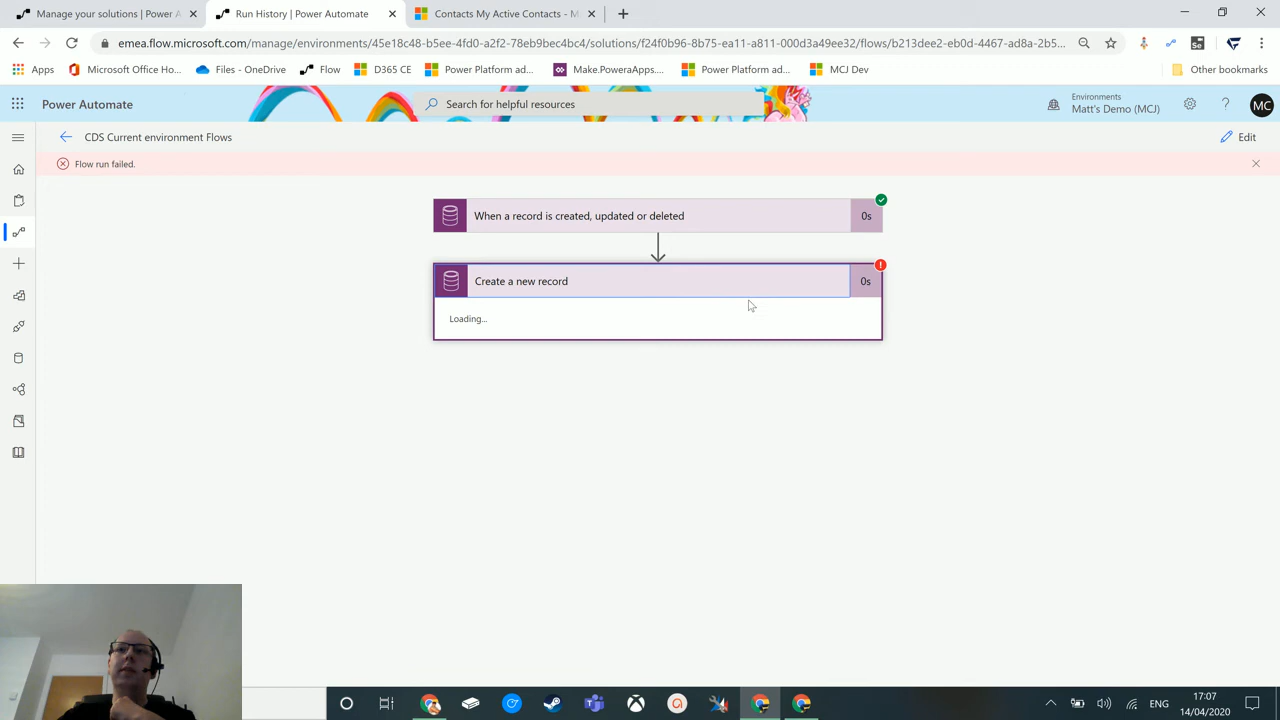 Manage your solutions | Power A
Run History | Power Automate
Contacts My Active Contacts - M
emea.flow.microsoft.com/manage/environments/45e18c48-b5ee-4fd0-a2f2-78eb9bec4bc4/solutions/f24f0b96-8b75-ea11-a811-000d3a49ee32/flows/b213dee2-eb0d-4467-ad8a-2b5...
Apps
Microsoft Office Ho...
Files - OneDrive
Flow
D365 CE
Power Platform ad...
Make.PoweraApps....
Power Platform ad...
MCJ Dev
Other bookmarks
Power Automate
Search for helpful resources
Environments
Matt's Demo (MCJ)
MC
CDS Current environment Flows
Edit
Flow run failed.
When a record is created, updated or deleted
0s
Create a new record
0s
Loading...
ENG
17:07
14/04/2020